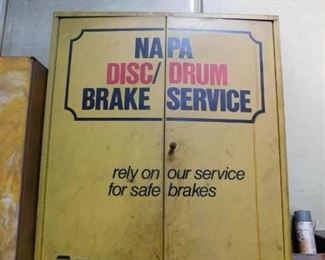 NAPA
DISC/DRUM
BRAKE SERVICE
rely on our service
for safe brakes